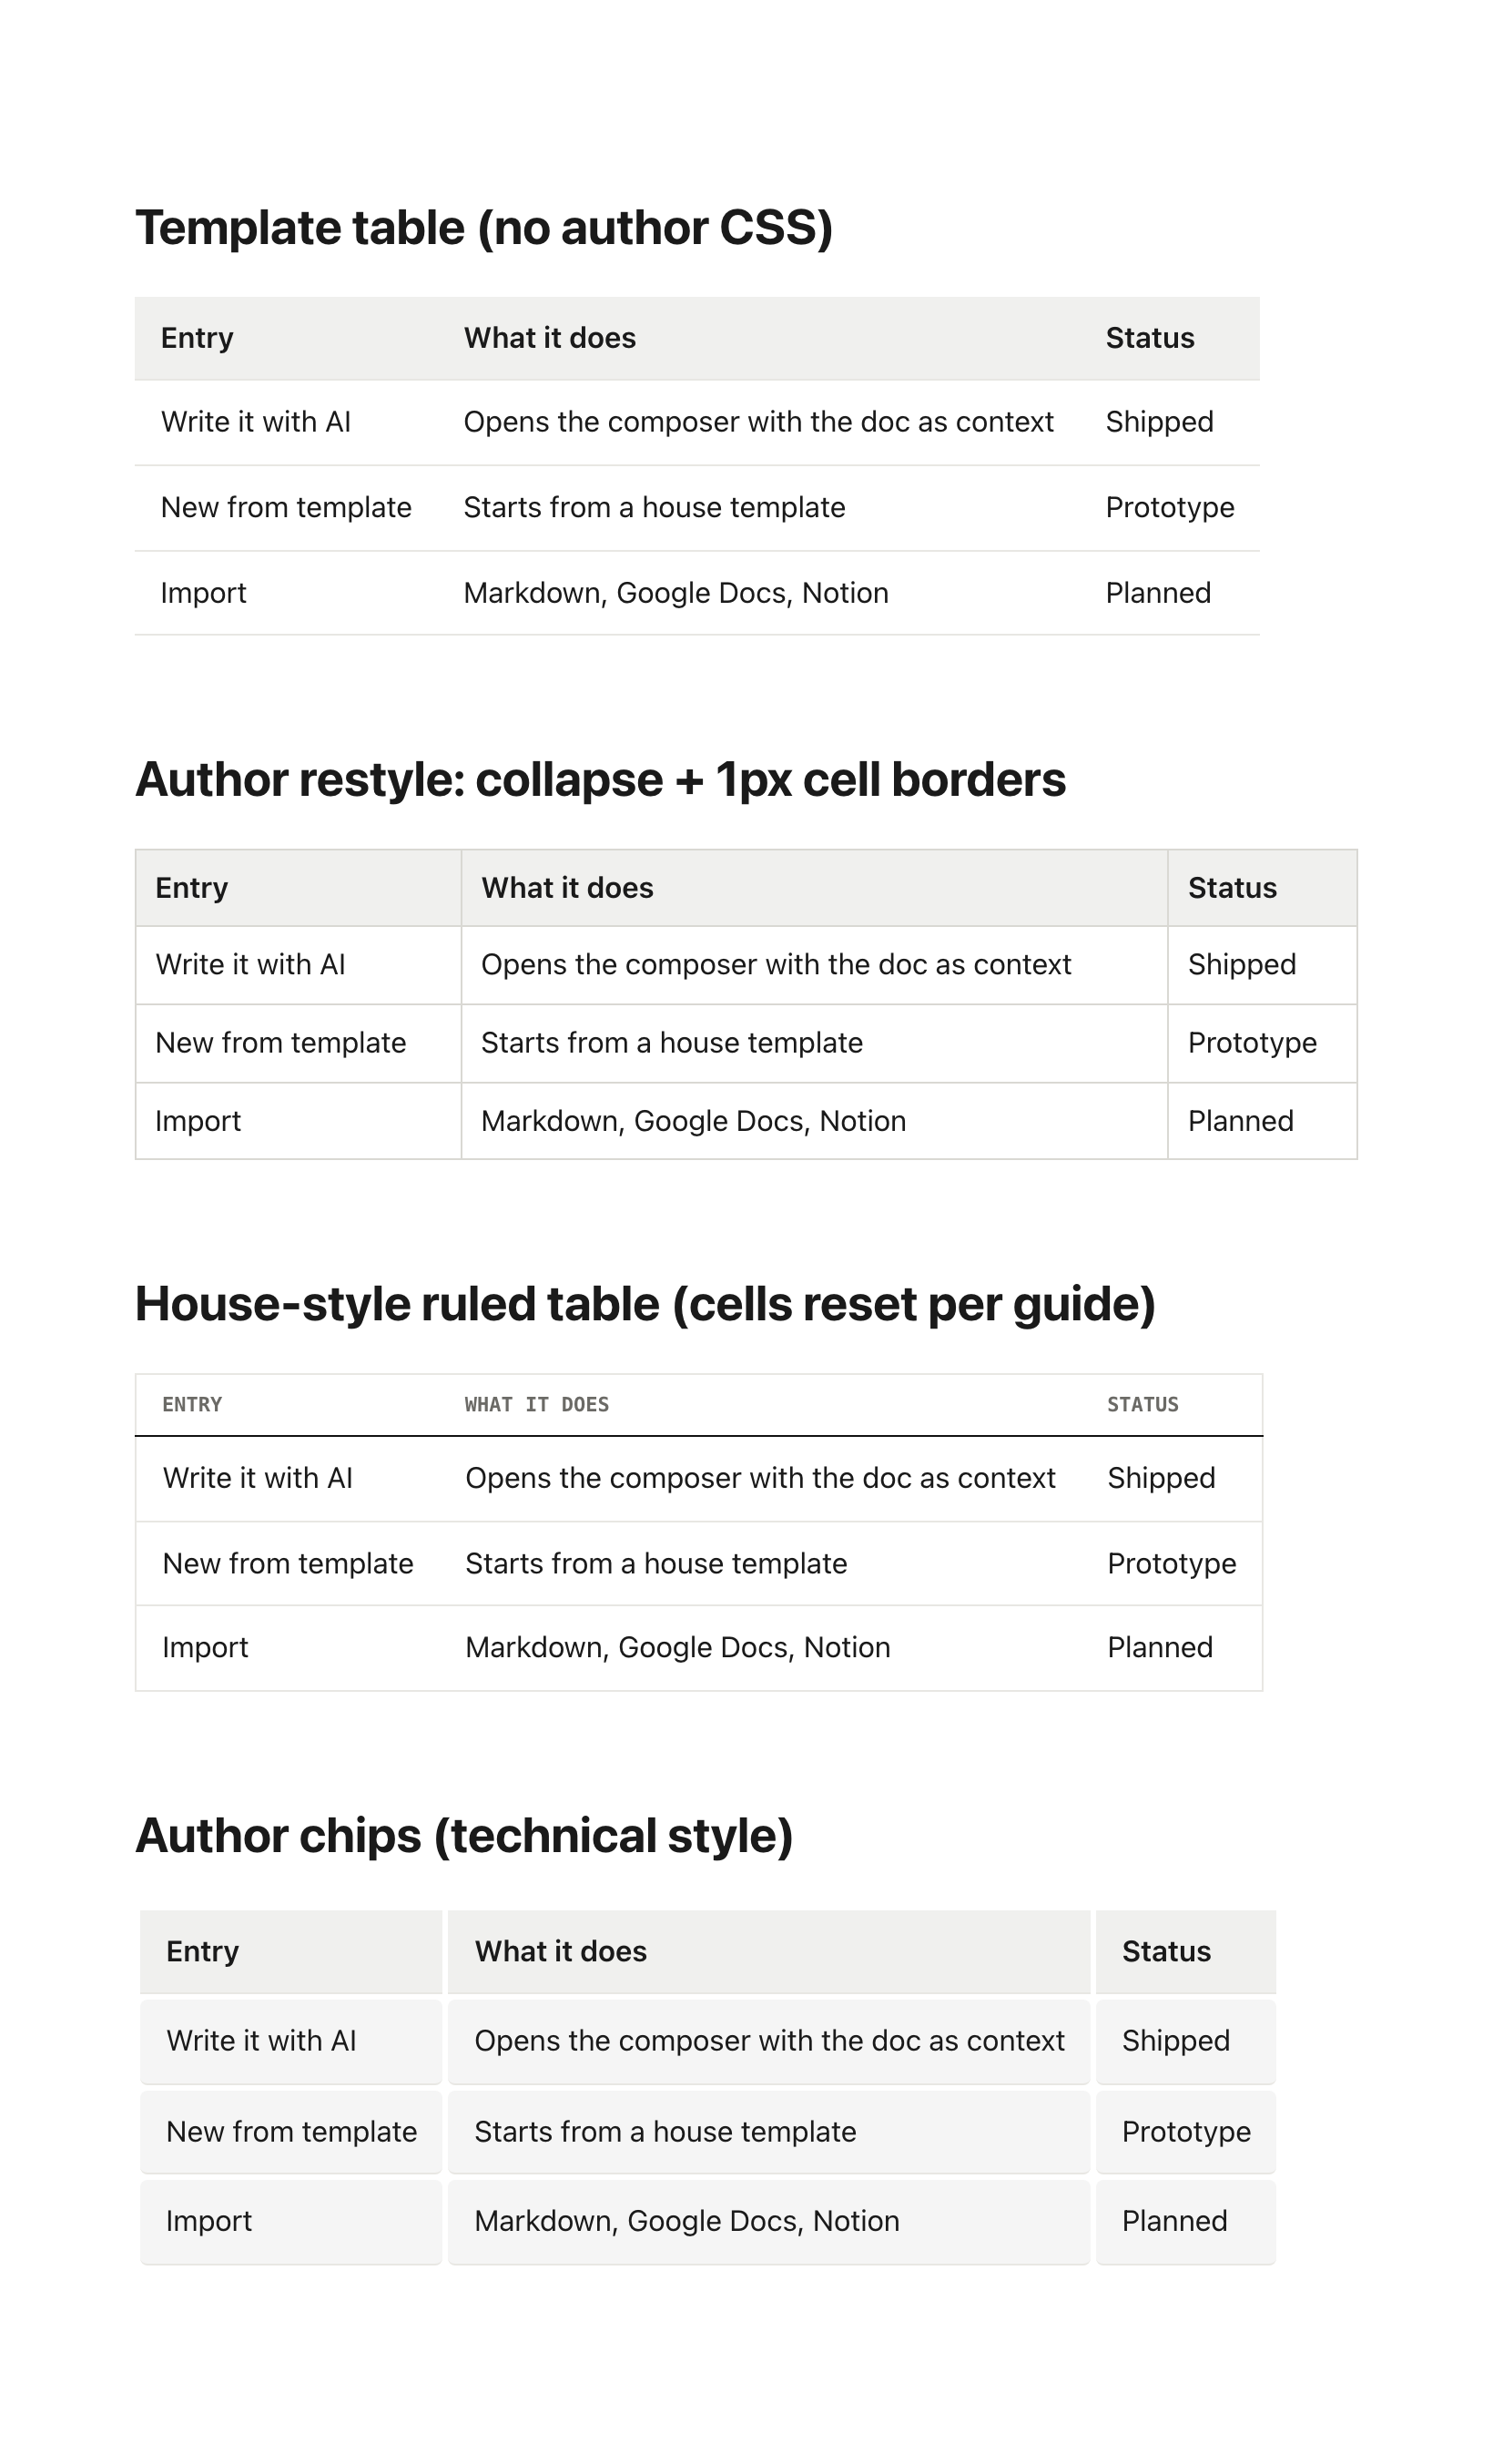 Template table (no author CSS)
Entry What it does Status
Write it with AI Opens the composer with the doc as context Shipped
New from template Starts from a house template Prototype
Import Markdown, Google Docs, Notion Planned
Author restyle: collapse + 1px cell borders
Entry What it does Status
Write it with AI Opens the composer with the doc as context Shipped
New from template Starts from a house template Prototype
Import Markdown, Google Docs, Notion Planned
House-style ruled table (cells reset per guide)
ENTRY WHAT IT DOES STATUS
Write it with AI Opens the composer with the doc as context Shipped
New from template Starts from a house template Prototype
Import Markdown, Google Docs, Notion Planned
Author chips (technical style)
Entry What it does Status
Write it with AI Opens the composer with the doc as context Shipped
New from template Starts from a house template Prototype
Import Markdown, Google Docs, Notion Planned